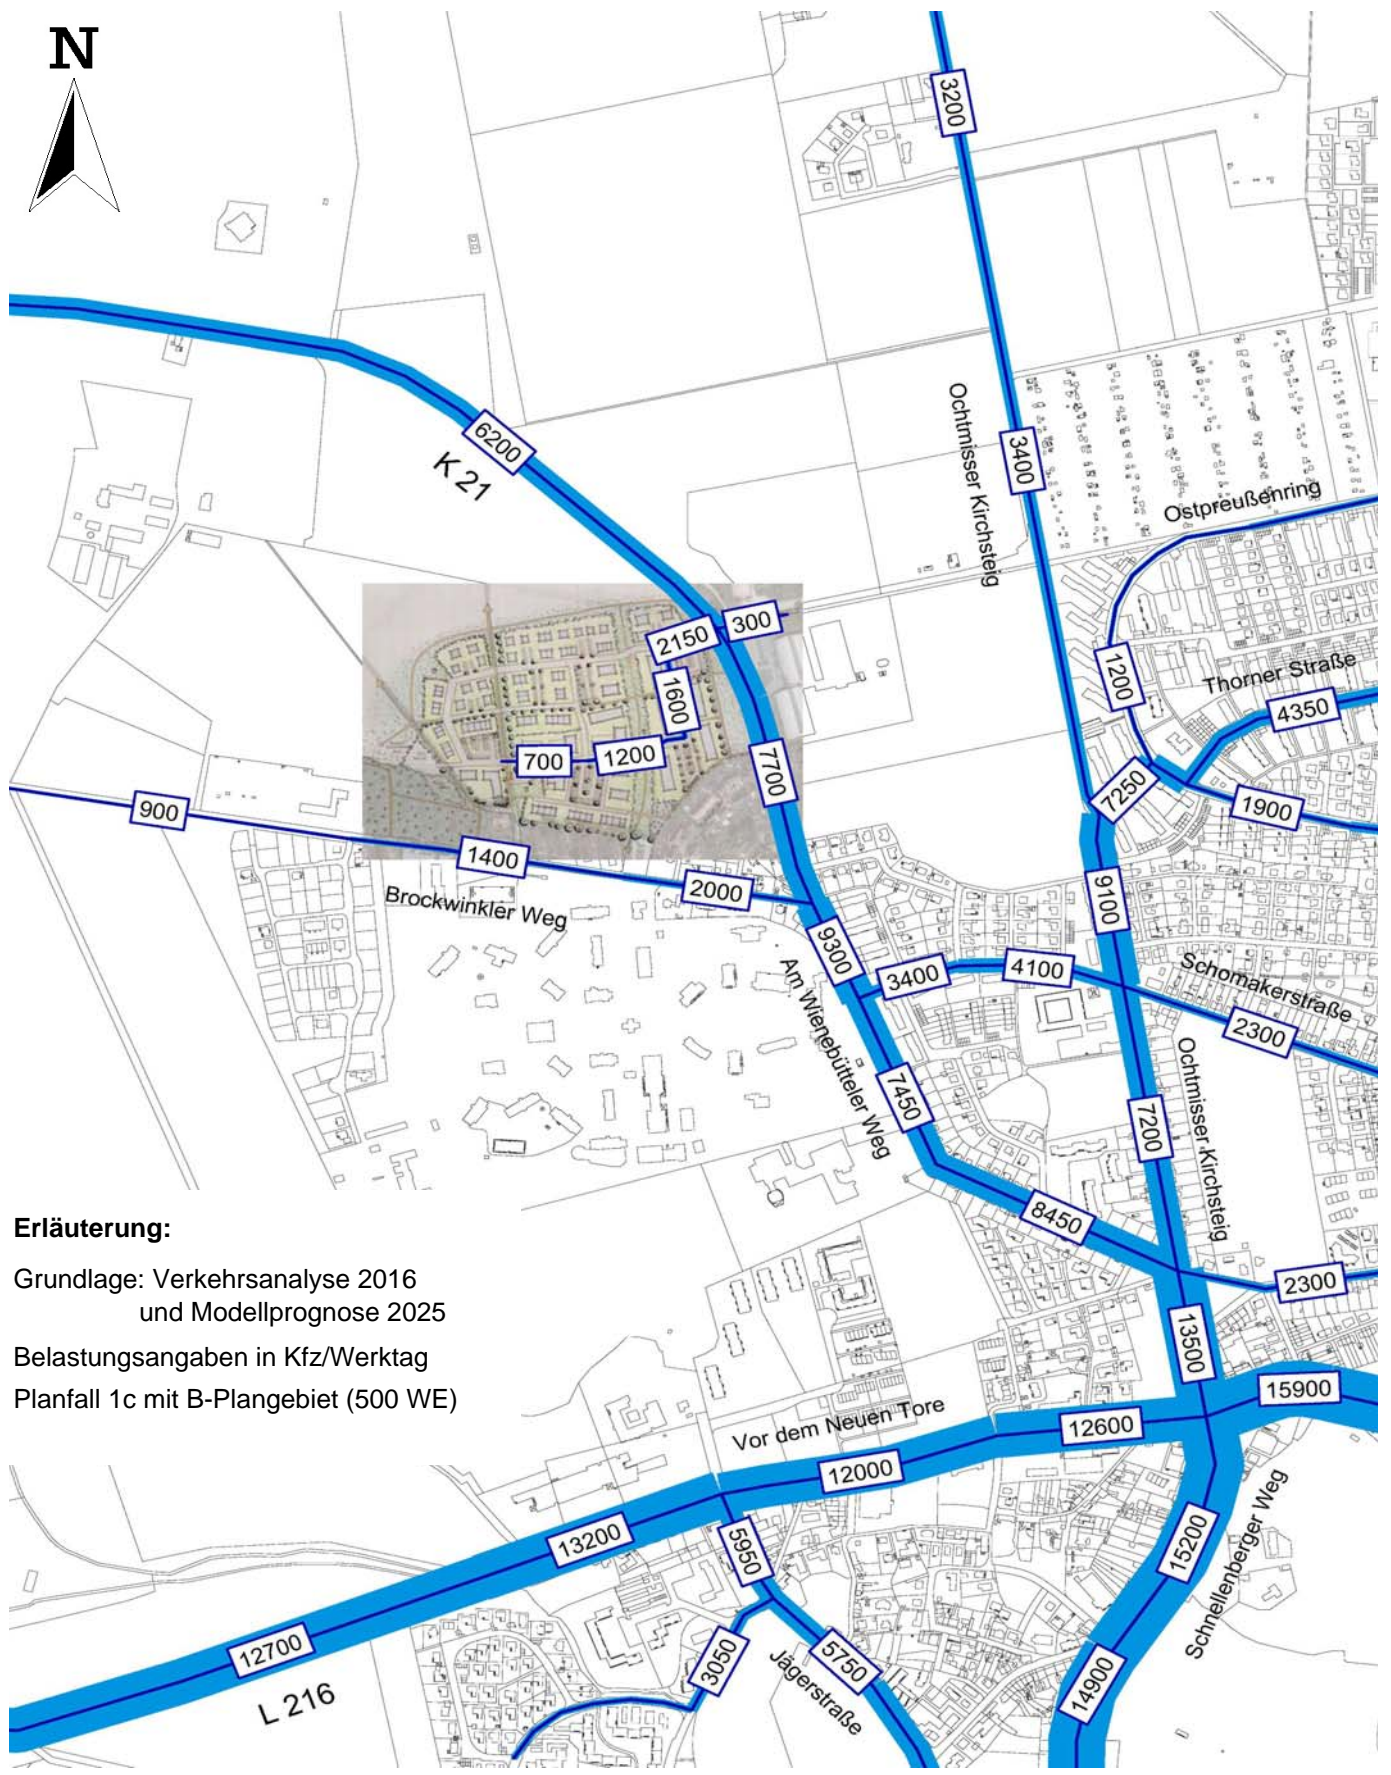 N
3200
6200
K 21
Ochtmisser Kirchsteig
3400
Ostpreußenring
2150
300
1200
Thorner Straße
1600
4350
700
1200
7700
7250
1900
900
1400
Brockwinkler Weg
2000
9100
9300
3400
4100
Schomakerstraße
2300
Am Wienebütteler Weg
7450
Ochtmisser Kirchsteig
7200
8450
2300
Erläuterung:
Grundlage: Verkehrsanalyse 2016
und Modellprognose 2025
Belastungsangaben in Kfz/Werktag
Planfall 1c mit B-Plangebiet (500 WE)
13500
15900
Vor dem Neuen Tore
12600
12000
13200
5950
15200
Schnellenberger Weg
12700
L 216
3050
Jägerstraße
5750
14900